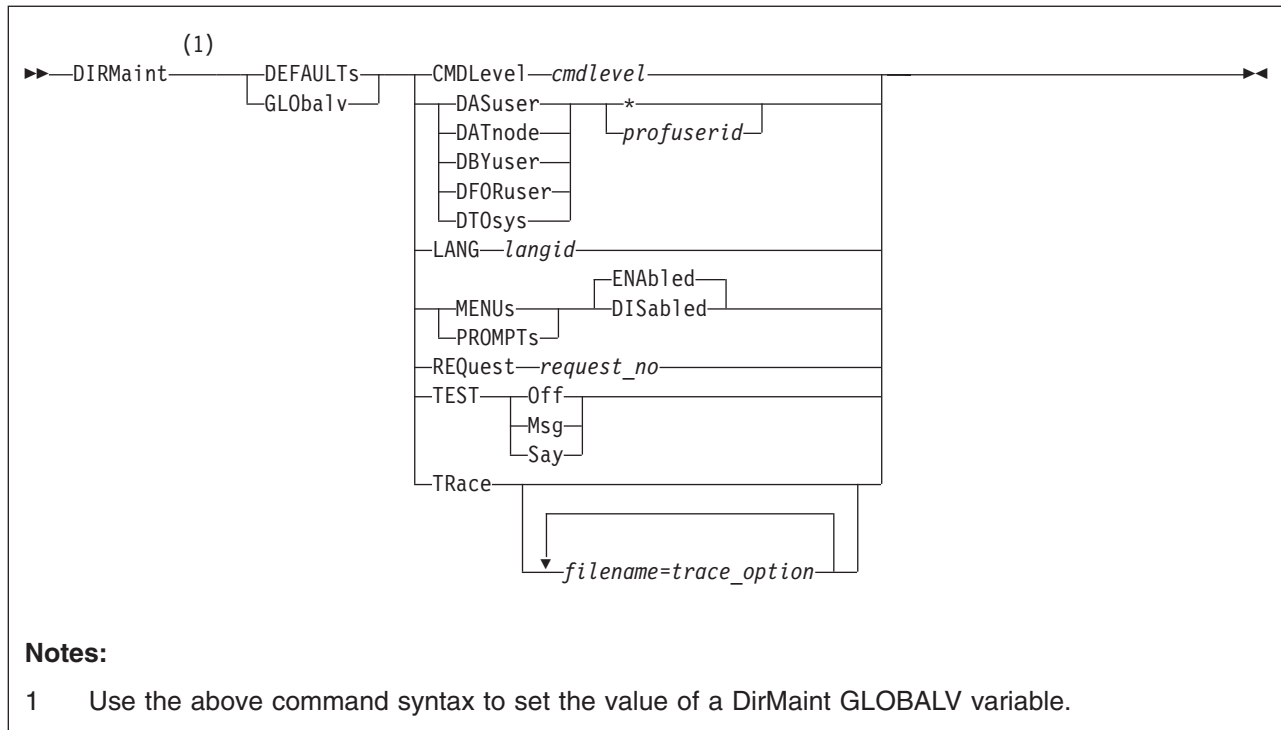 (1)
DIRMaint DEFAULTs CMDLevel cmdlevel
GLObalv DASuser *
DATnode profuserid
DBYuser
DFORuser
DTOsys
LANG langid
ENAbled
MENUs DISabled
PROMPTs
REQuest request_no
TEST Off
Msg
Say
TRace
filename=trace_option
Notes:
1 Use the above command syntax to set the value of a DirMaint GLOBALV variable.